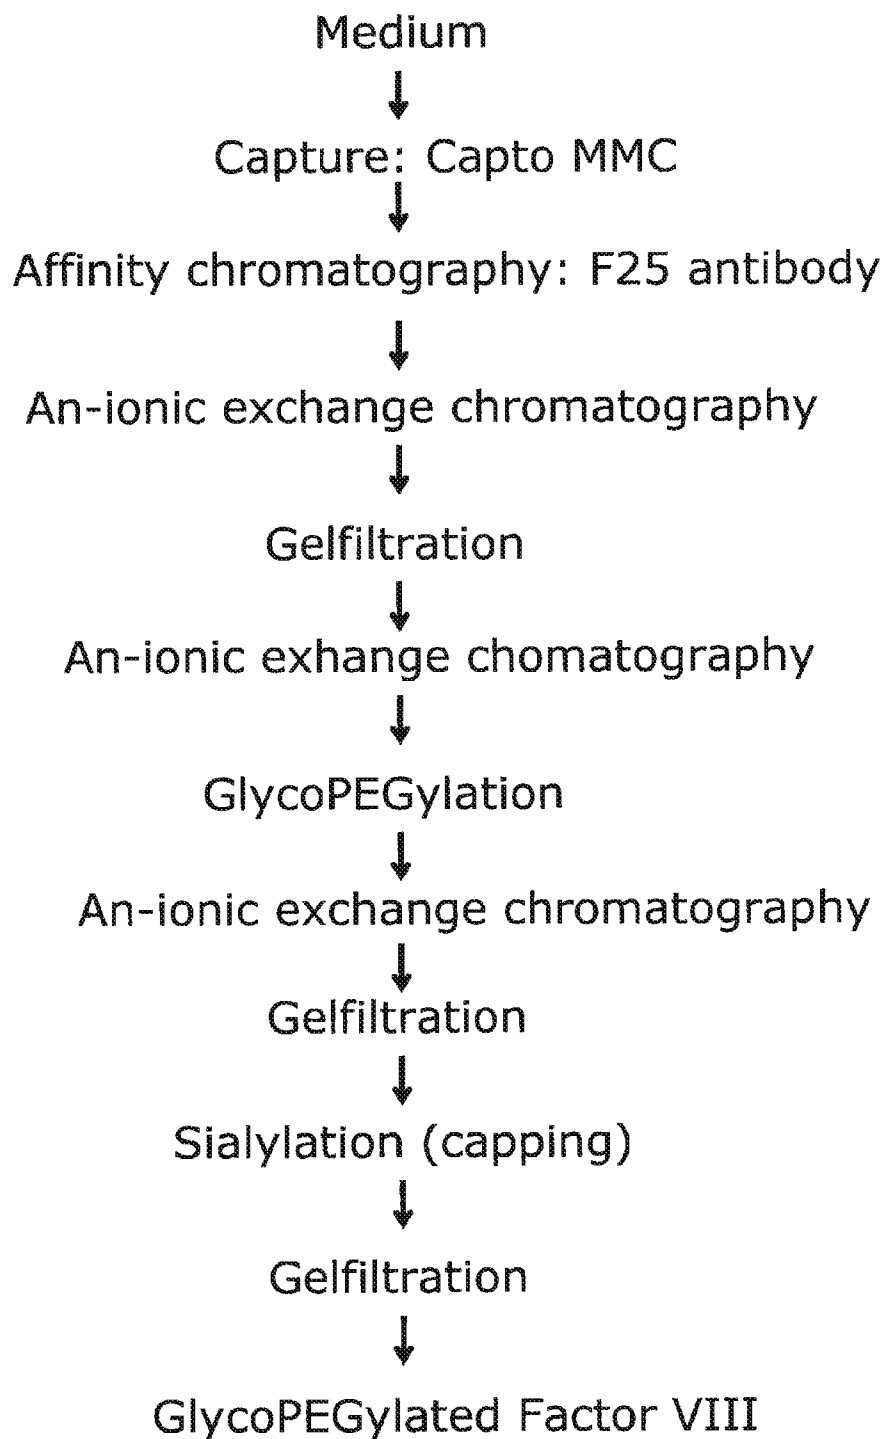 Medium
Capture: Capto MMC
Affinity chromatography: F25 antibody
An-ionic exchange chromatography
Gelfiltration
An-ionic exhange chomatography
GlycoPEGylation
An-ionic exchange chromatography
Gelfiltration
Sialylation (capping)
Gelfiltration
GlycoPEGylated Factor VIII